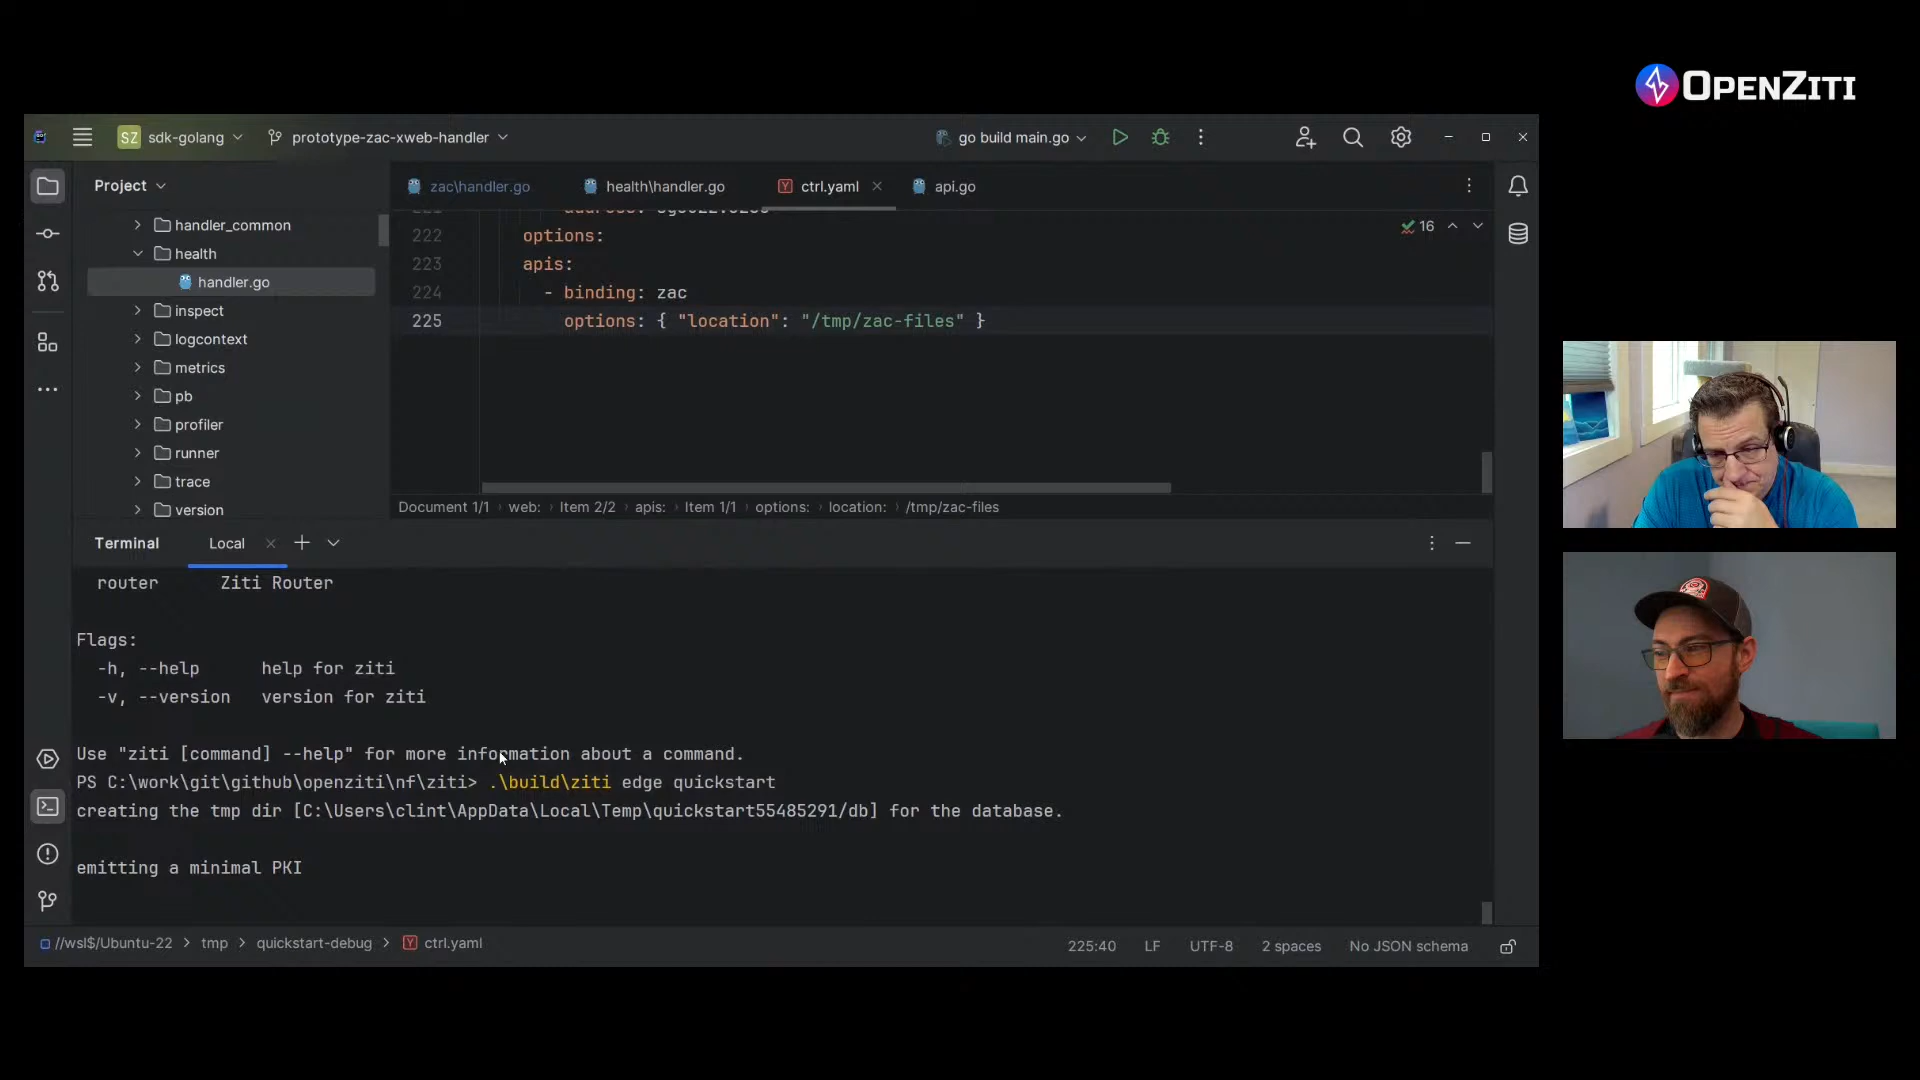 OPENZITI
SZ sdk-golang prototype-zac-xweb-handler go build main.go
Project
zac\handler.go health\handler.go ctrl.yaml api.go
handler_common
health
handler.go
inspect
logcontext
metrics
pb
profiler
runner
trace
version
222 options:
223 apis:
224 - binding: zac
225 options: { "location": "/tmp/zac-files" }
16
Document 1/1 › web: › Item 2/2 › apis: › Item 1/1 › options: › location: › /tmp/zac-files
Terminal Local
router Ziti Router
Flags:
-h, --help help for ziti
-v, --version version for ziti
Use "ziti [command] --help" for more information about a command.
PS C:\work\git\github\openziti\nf\ziti> .\build\ziti edge quickstart
creating the tmp dir [C:\Users\clint\AppData\Local\Temp\quickstart55485291/db] for the database.
emitting a minimal PKI
//wsl$/Ubuntu-22 › tmp › quickstart-debug › ctrl.yaml
225:40 LF UTF-8 2 spaces No JSON schema